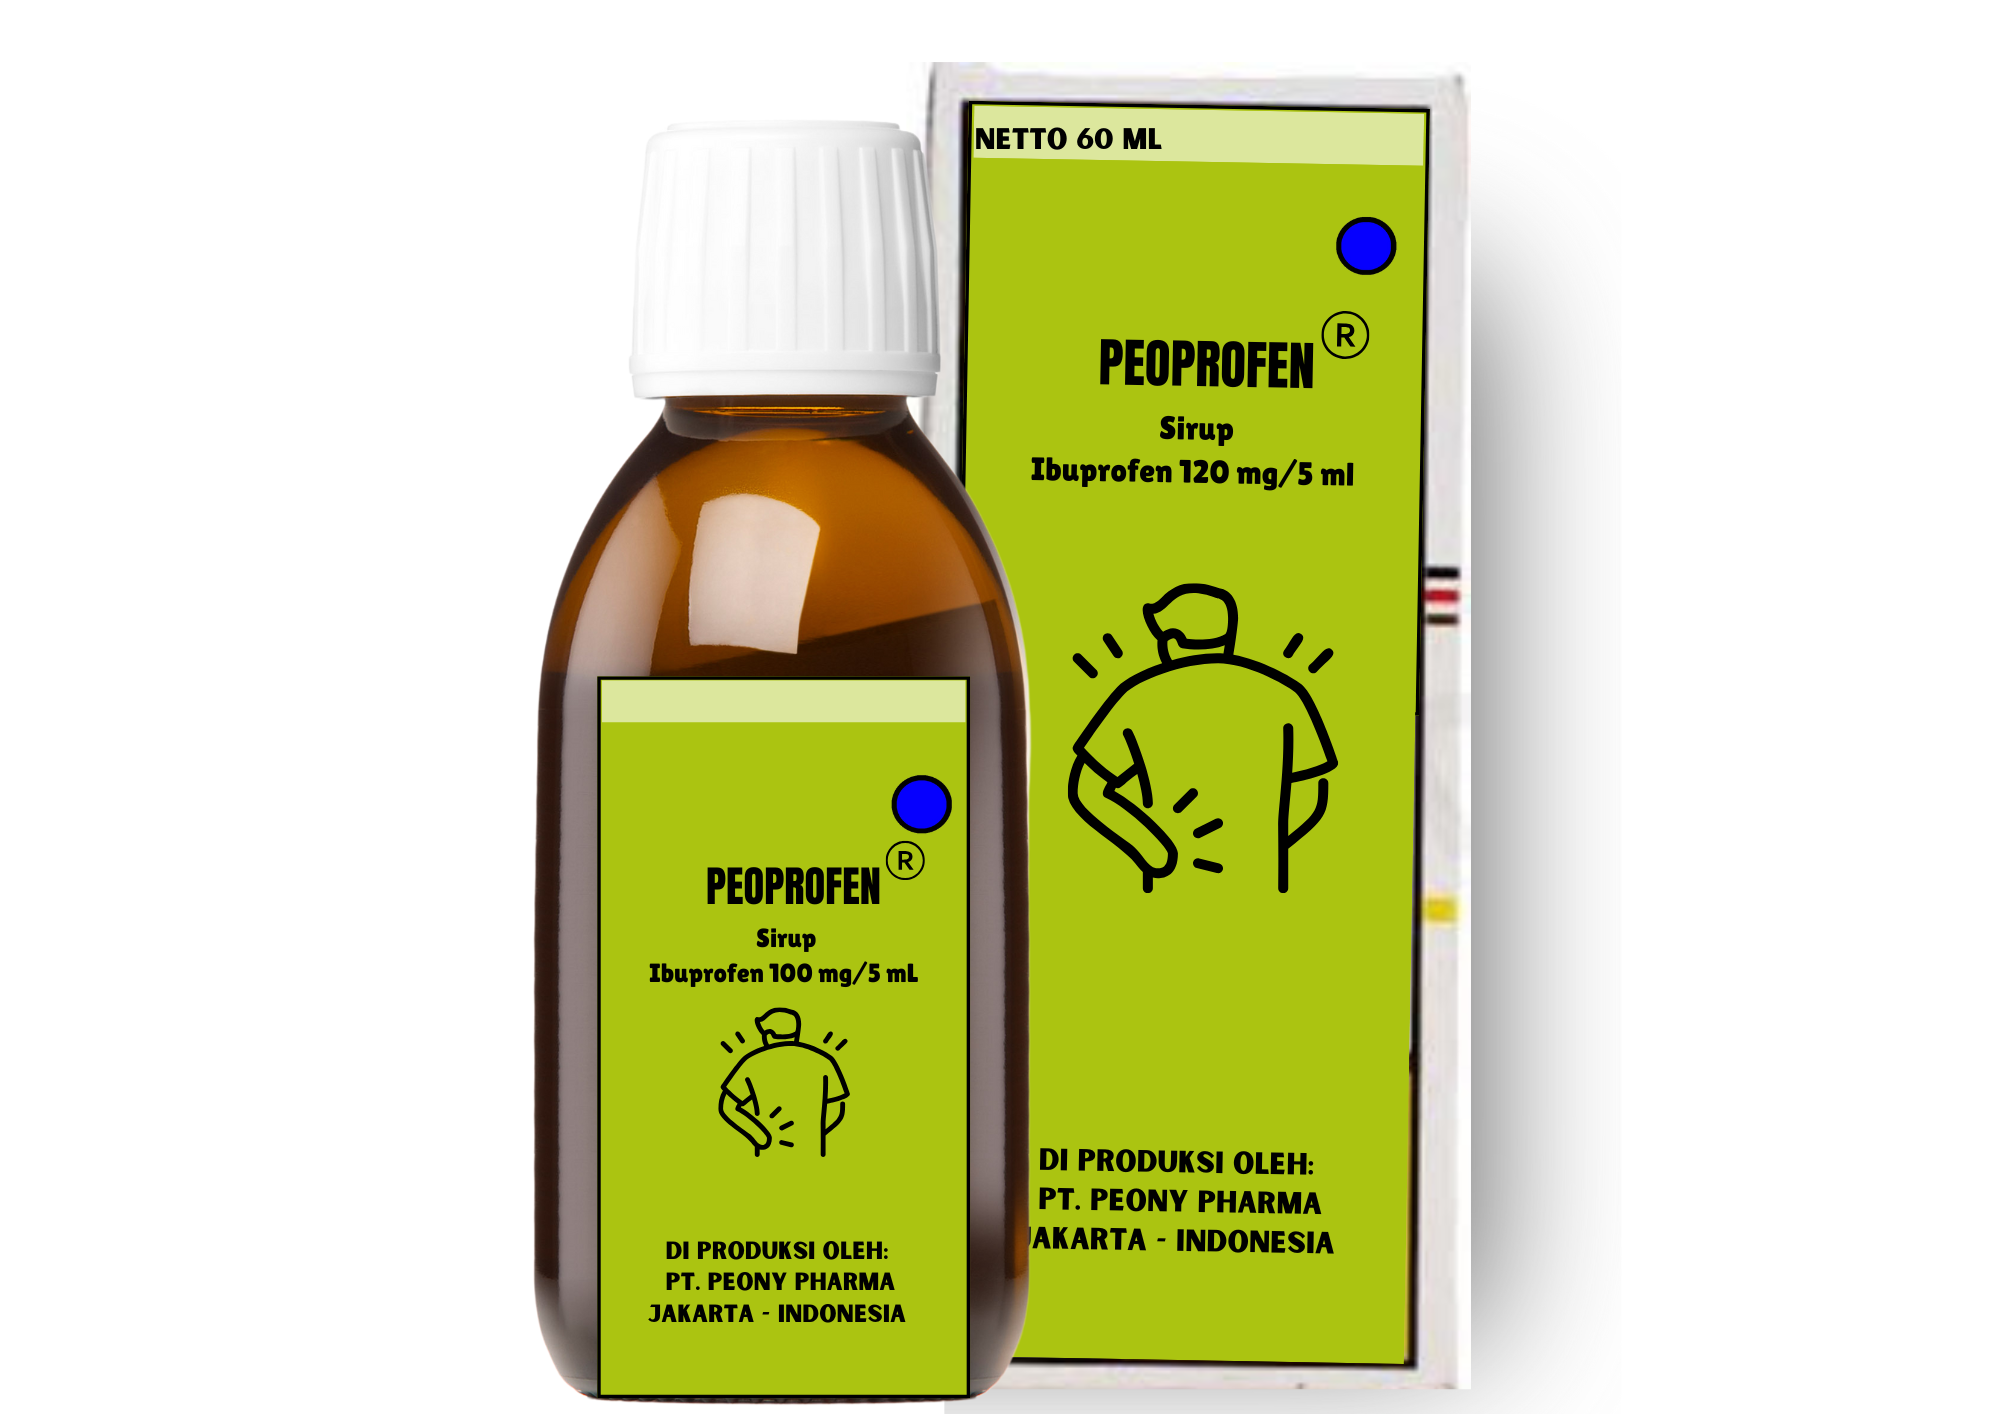 NETTO 60 ML
PEOPROFEN ®
Sirup
Ibuprofen 120 mg/5 ml
DI PRODUKSI OLEH:
PT. PEONY PHARMA
JAKARTA - INDONESIA
PEOPROFEN ®
Sirup
Ibuprofen 100 mg/5 mL
DI PRODUKSI OLEH:
PT. PEONY PHARMA
JAKARTA - INDONESIA